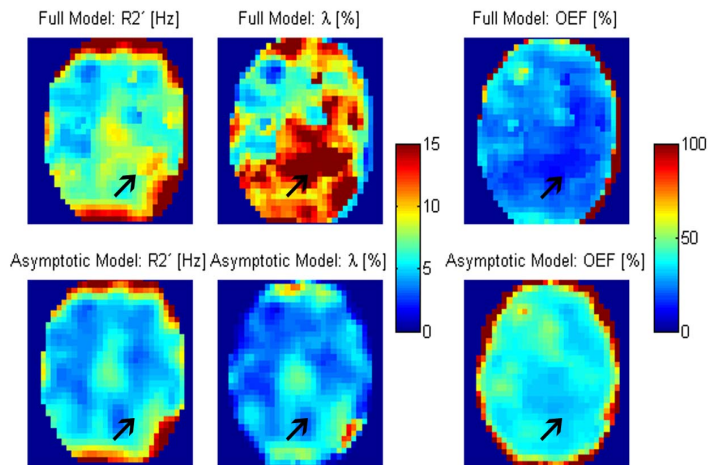 Full Model: R2´ [Hz]
Full Model: λ [%]
Full Model: OEF [%]
15
10
5
0
100
50
0
Asymptotic Model: R2´ [Hz]
Asymptotic Model: λ [%]
Asymptotic Model: OEF [%]